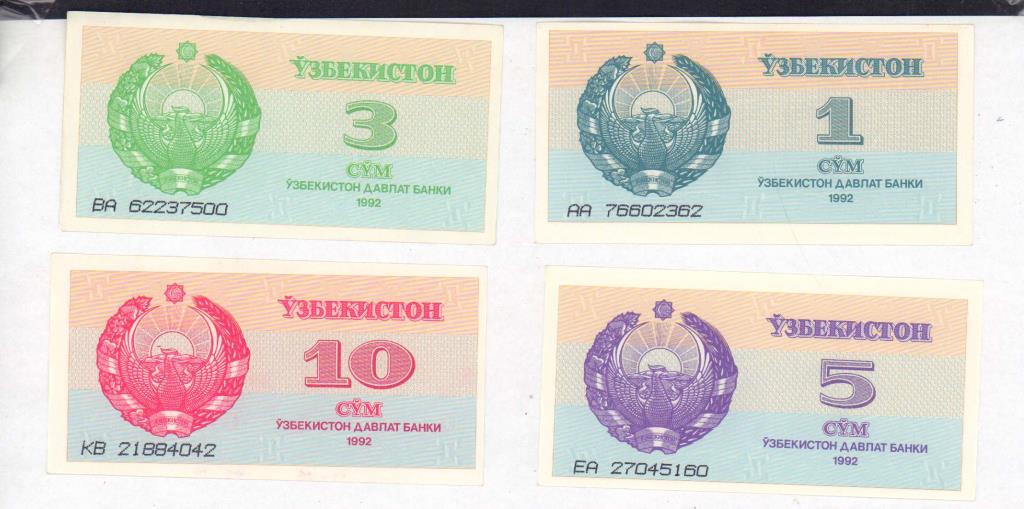 ЎЗБЕКИСТОН
3
СЎМ
ЎЗБЕКИСТОН ДАВЛАТ БАНКИ
1992
ВА 62237500
ЎЗБЕКИСТОН
1
СЎМ
ЎЗБЕКИСТОН ДАВЛАТ БАНКИ
1992
АА 76602362
ЎЗБЕКИСТОН
10
СЎМ
ЎЗБЕКИСТОН ДАВЛАТ БАНКИ
1992
КВ 21884042
ЎЗБЕКИСТОН
5
СЎМ
ЎЗБЕКИСТОН ДАВЛАТ БАНКИ
1992
ЕА 27045160